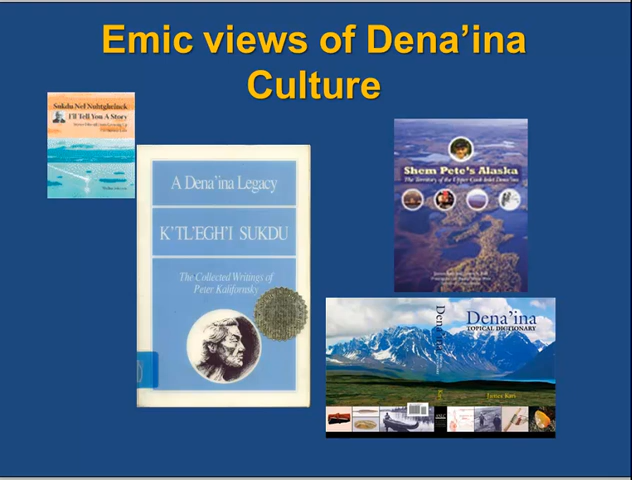 Emic views of Dena’ina
Culture
Sukdu Nel Nuhtghelnek
I'll Tell You A Story
A Dena'ina Legacy
K'TL'EGH'I SUKDU
The Collected Writings of
Peter Kalifornsky
Shem Pete's Alaska
The Territory of the Upper Cook Inlet Dena'ina
Dena'ina
Dena'ina
TOPICAL DICTIONARY
James Kari